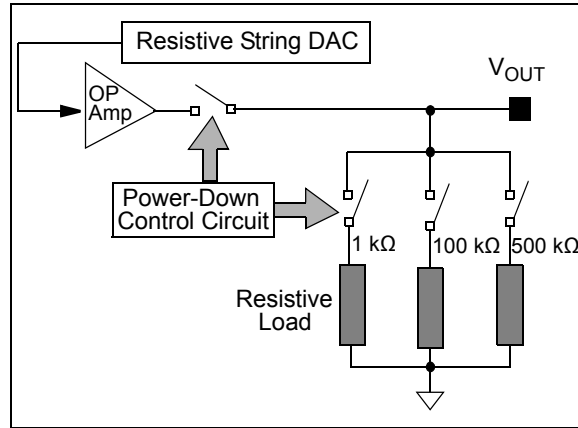 Resistive String DAC
OP
Amp
VOUT
Power-Down
Control Circuit
1 kΩ
100 kΩ
500 kΩ
Resistive
Load